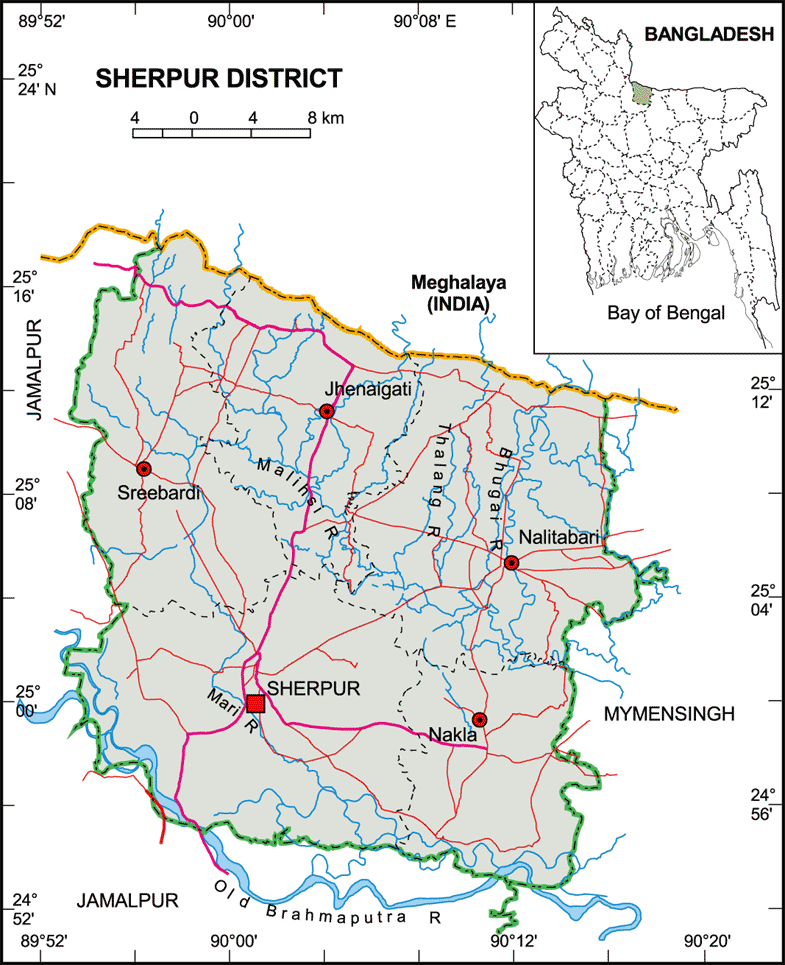 89°52' 90°00' 90°08' E
BANGLADESH
25°
24' N
SHERPUR DISTRICT
4 0 4 8 km
25°
16'
Meghalaya
(INDIA)
Bay of Bengal
JAMALPUR
Jhenaigati
25°
12'
Malihsi R
Thalang R
Bhugai R
25°
08'
Sreebardi
Nalitabari
25°
04'
25°
00'
SHERPUR
Mari R
MYMENSINGH
Nakla
24°
56'
JAMALPUR
Old Brahmaputra R
24°
52'
89°52' 90°00' 90°12' 90°20'